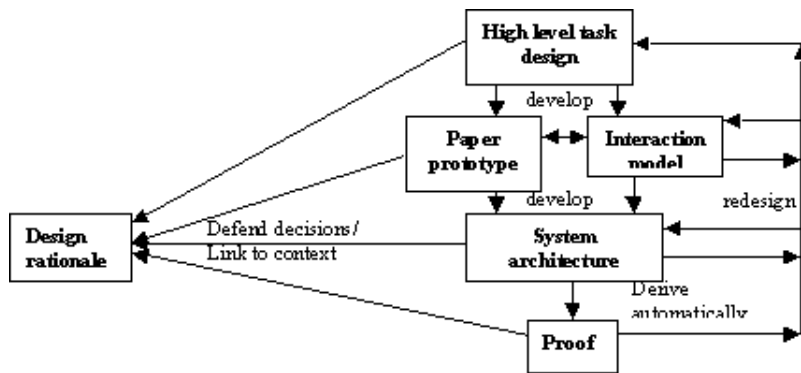 High level task
design
develop
Paper
prototype
Interaction
model
develop
redesign
Design
rationale
Defend decisions/
Link to context
System
architecture
Derive
automatically
Proof